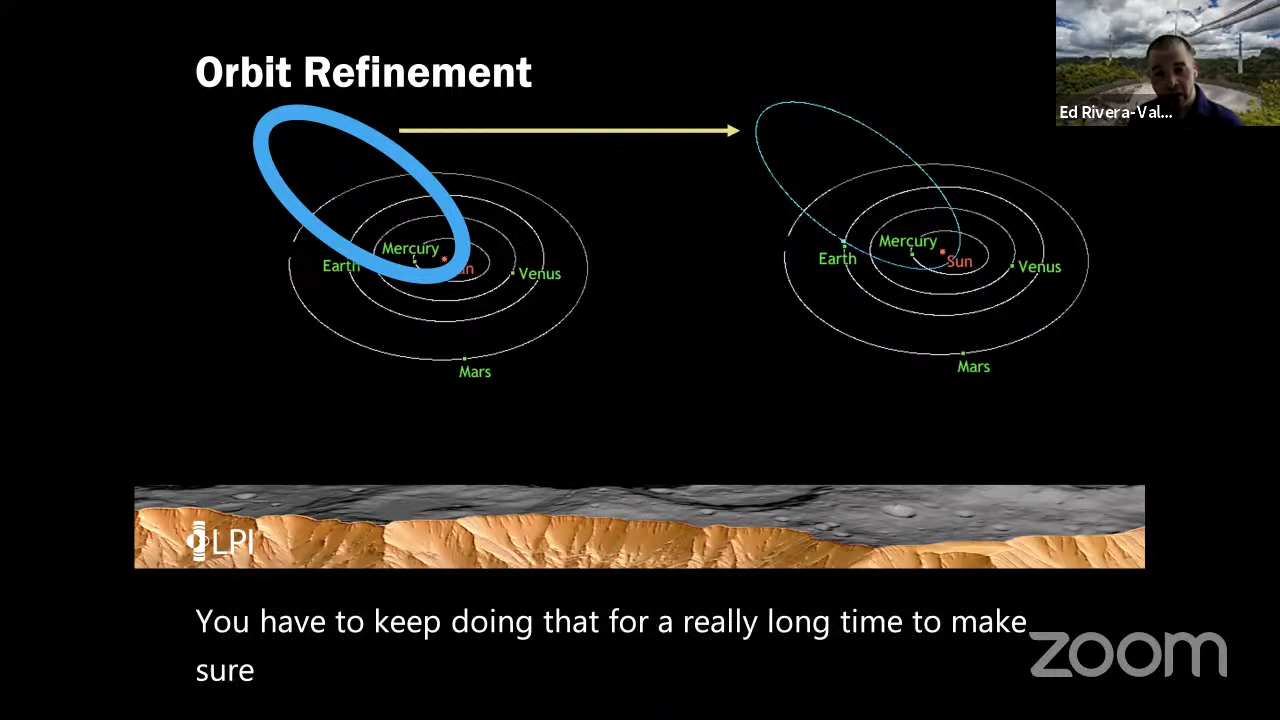 Orbit Refinement
Ed Rivera-Val...
Mercury
Earth
un
Venus
Mars
Mercury
Earth
Sun
Venus
Mars
LPI
You have to keep doing that for a really long time to make
sure
zoom